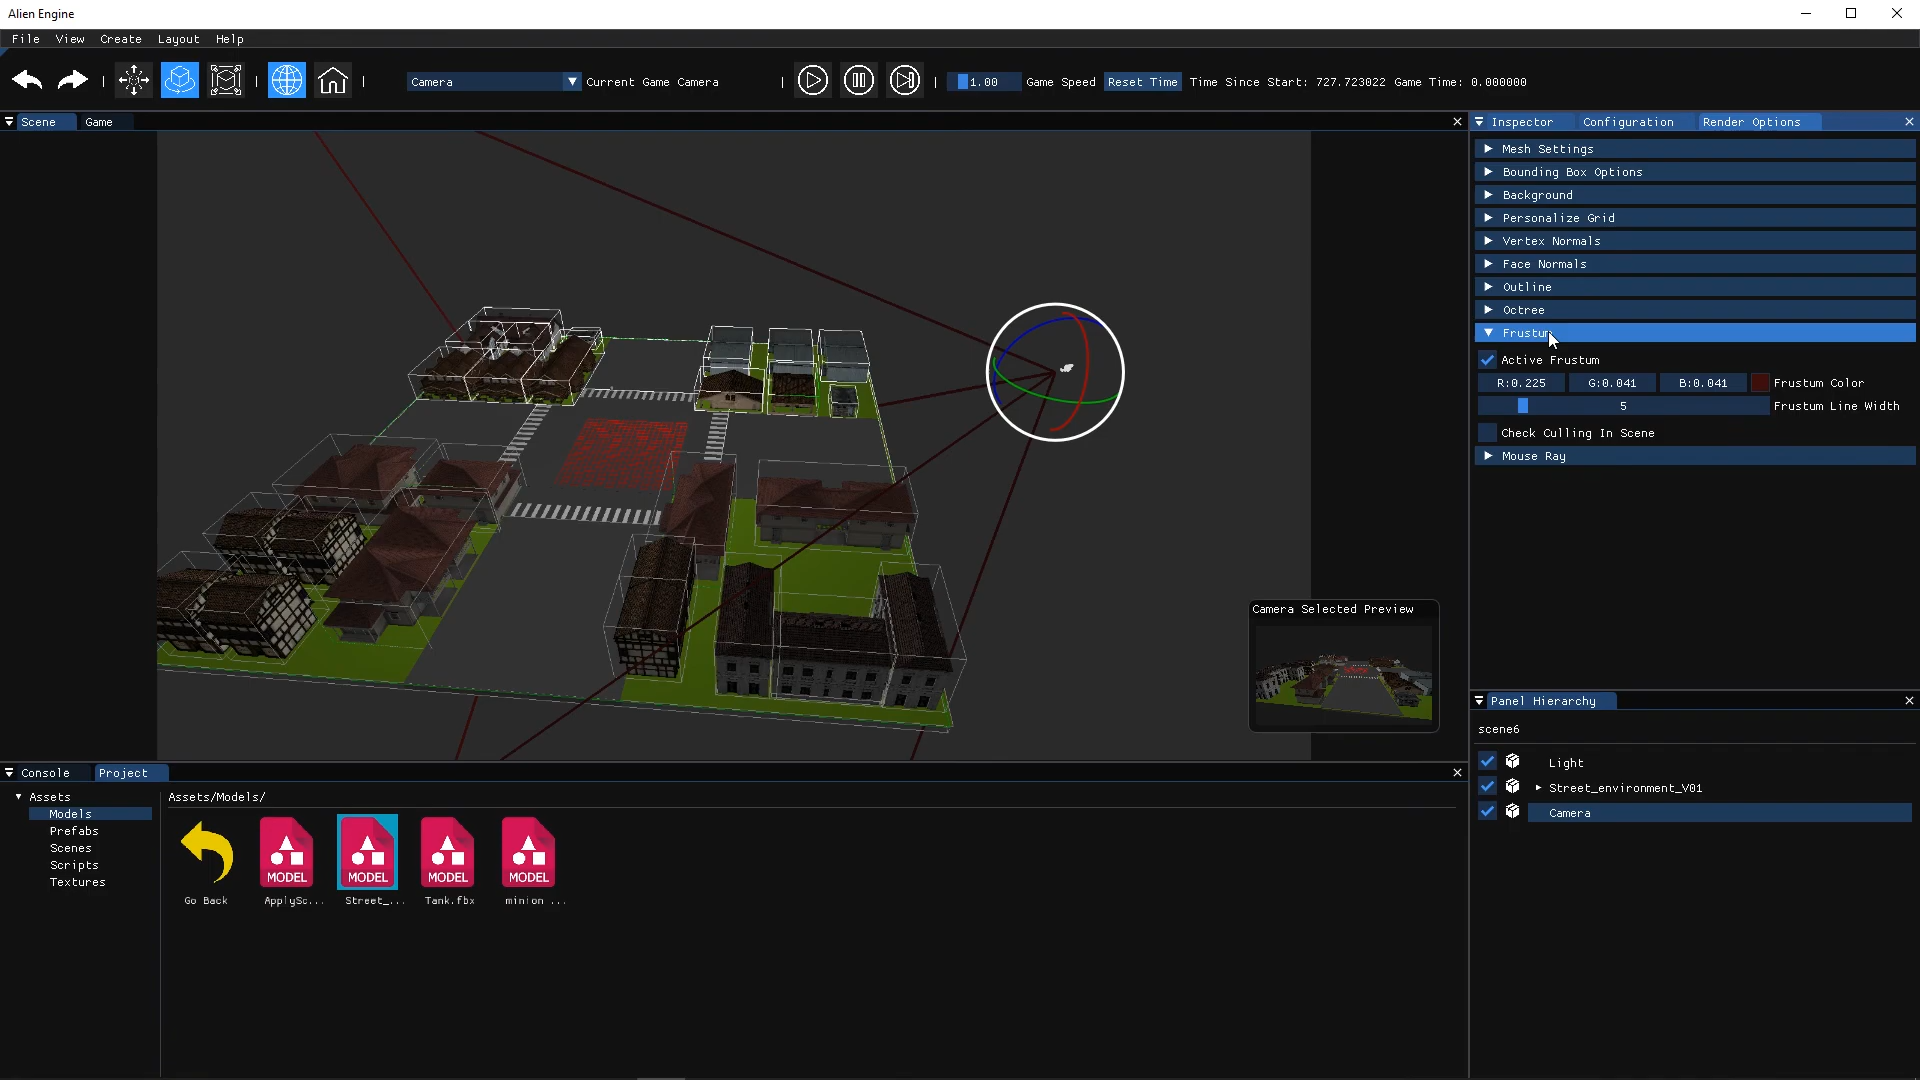 Alien Engine
File View Create Layout Help
Camera Current Game Camera 1.00 Game Speed Reset Time Time Since Start: 727.723022 Game Time: 0.000000
Scene Game
Inspector Configuration Render Options
Mesh Settings
Bounding Box Options
Background
Personalize Grid
Vertex Normals
Face Normals
Outline
Octree
Frustum
Active Frustum
R:0.225 G:0.041 B:0.041 Frustum Color
5 Frustum Line Width
Check Culling In Scene
Mouse Ray
Camera Selected Preview
Panel Hierarchy
scene6
Light
Street_environment_V01
Camera
Console Project
Assets
Models
Prefabs
Scenes
Scripts
Textures
Assets/Models/
MODEL MODEL MODEL MODEL
Go Back ApplySc... Street_... Tank.fbx minion ...